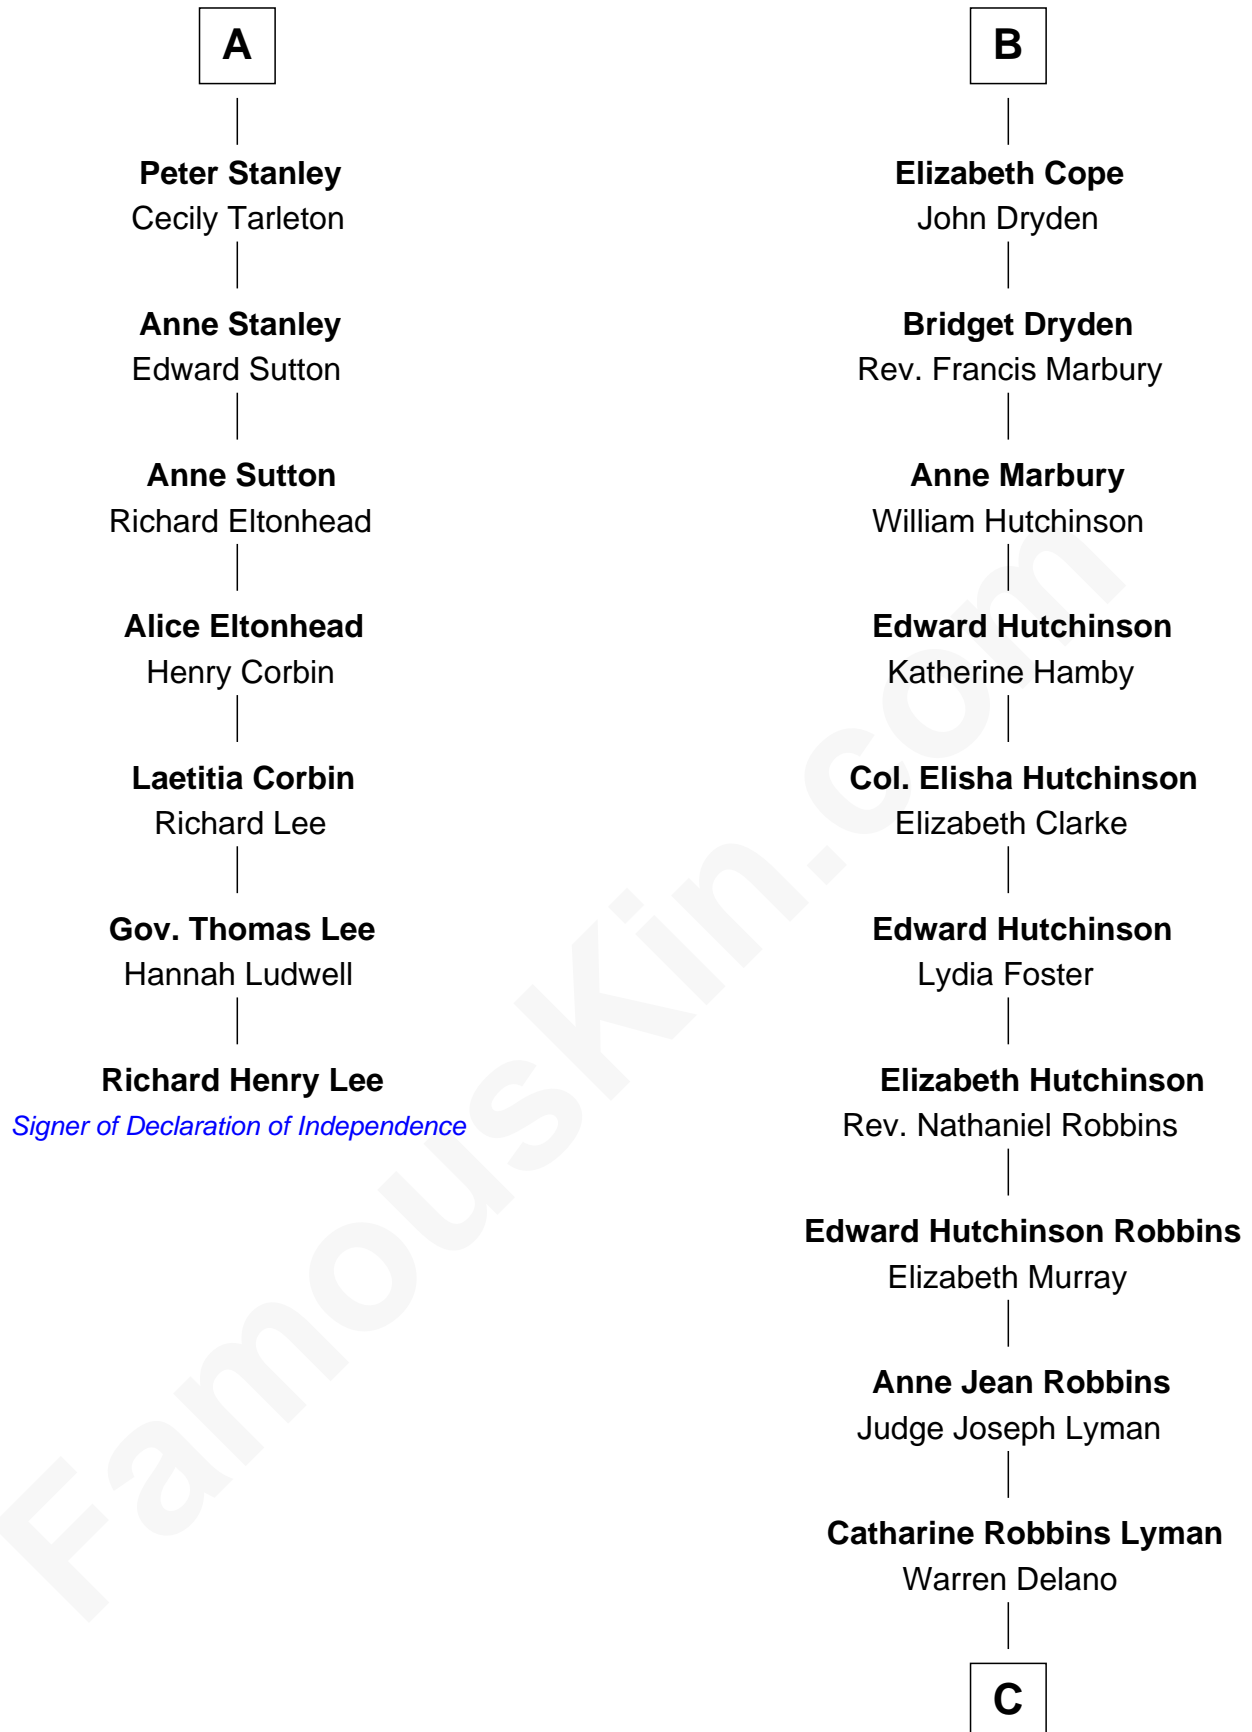 A
Peter Stanley
Cecily Tarleton
Anne Stanley
Edward Sutton
Anne Sutton
Richard Eltonhead
Alice Eltonhead
Henry Corbin
Laetitia Corbin
Richard Lee
Gov. Thomas Lee
Hannah Ludwell
Richard Henry Lee
Signer of Declaration of Independence
B
Elizabeth Cope
John Dryden
Bridget Dryden
Rev. Francis Marbury
Anne Marbury
William Hutchinson
Edward Hutchinson
Katherine Hamby
Col. Elisha Hutchinson
Elizabeth Clarke
Edward Hutchinson
Lydia Foster
Elizabeth Hutchinson
Rev. Nathaniel Robbins
Edward Hutchinson Robbins
Elizabeth Murray
Anne Jean Robbins
Judge Joseph Lyman
Catharine Robbins Lyman
Warren Delano
C
FamousKin.com